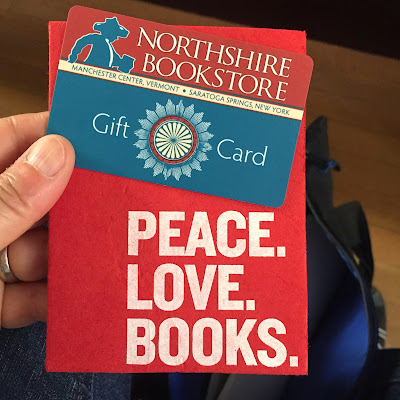 NORTHSHIRE
BOOKSTORE
MANCHESTER CENTER, VERMONT • SARATOGA SPRINGS, NEW YORK
Gift Card
PEACE.
LOVE.
BOOKS.